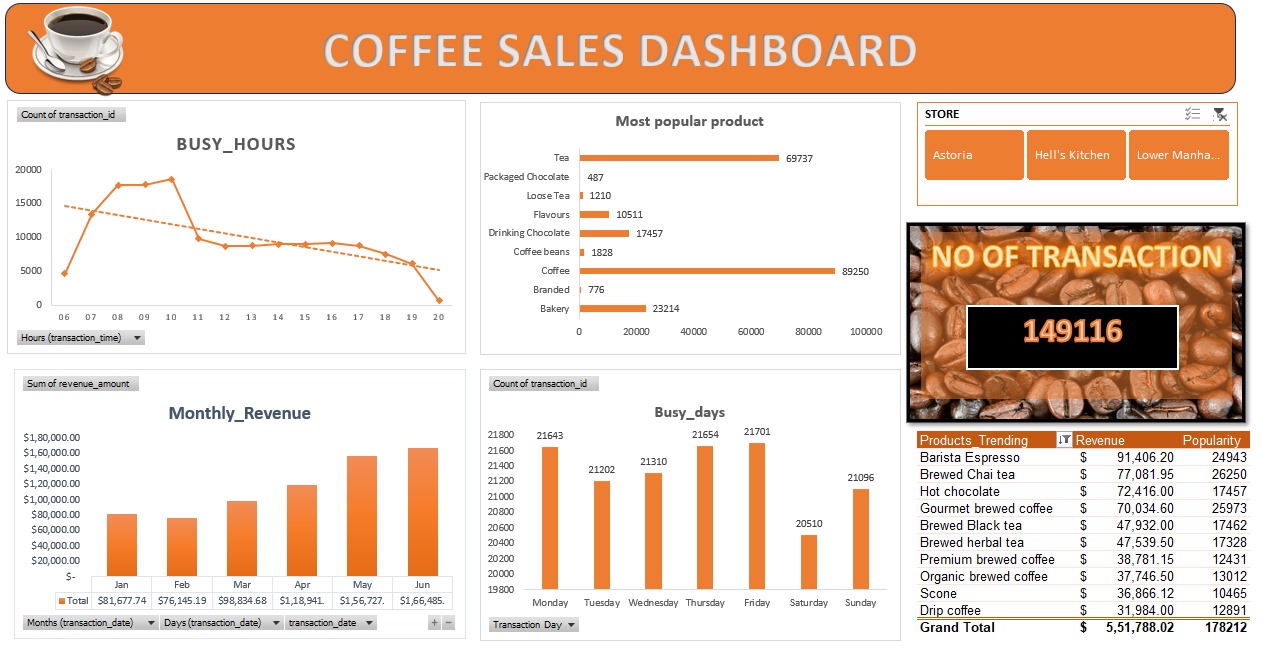 COFFEE SALES DASHBOARD
Count of transaction_id
BUSY_HOURS
20000
15000
10000
5000
0
06 07 08 09 10 11 12 13 14 15 16 17 18 19 20
Hours (transaction_time)
Most popular product
Tea 69737
Packaged Chocolate 487
Loose Tea 1210
Flavours 10511
Drinking Chocolate 17457
Coffee beans 1828
Coffee 89250
Branded 776
Bakery 23214
0 20000 40000 60000 80000 100000
STORE
Astoria Hell's Kitchen Lower Manha...
NO OF TRANSACTION
149116
Sum of revenue_amount
Monthly_Revenue
$1,80,000.00
$1,60,000.00
$1,40,000.00
$1,20,000.00
$1,00,000.00
$80,000.00
$60,000.00
$40,000.00
$20,000.00
$-
Jan Feb Mar Apr May Jun
Total $81,677.74 $76,145.19 $98,834.68 $1,18,941. $1,56,727. $1,66,485.
Months (transaction_date) Days (transaction_date) transaction_date + −
Count of transaction_id
Busy_days
21800
21600
21400
21200
21000
20800
20600
20400
20200
20000
19800
21643 21202 21310 21654 21701 20510 21096
Monday Tuesday Wednesday Thursday Friday Saturday Sunday
Transaction Day
Products_Trending Revenue Popularity
Barista Espresso $ 91,406.20 24943
Brewed Chai tea $ 77,081.95 26250
Hot chocolate $ 72,416.00 17457
Gourmet brewed coffee $ 70,034.60 25973
Brewed Black tea $ 47,932.00 17462
Brewed herbal tea $ 47,539.50 17328
Premium brewed coffee $ 38,781.15 12431
Organic brewed coffee $ 37,746.50 13012
Scone $ 36,866.12 10465
Drip coffee $ 31,984.00 12891
Grand Total $ 5,51,788.02 178212